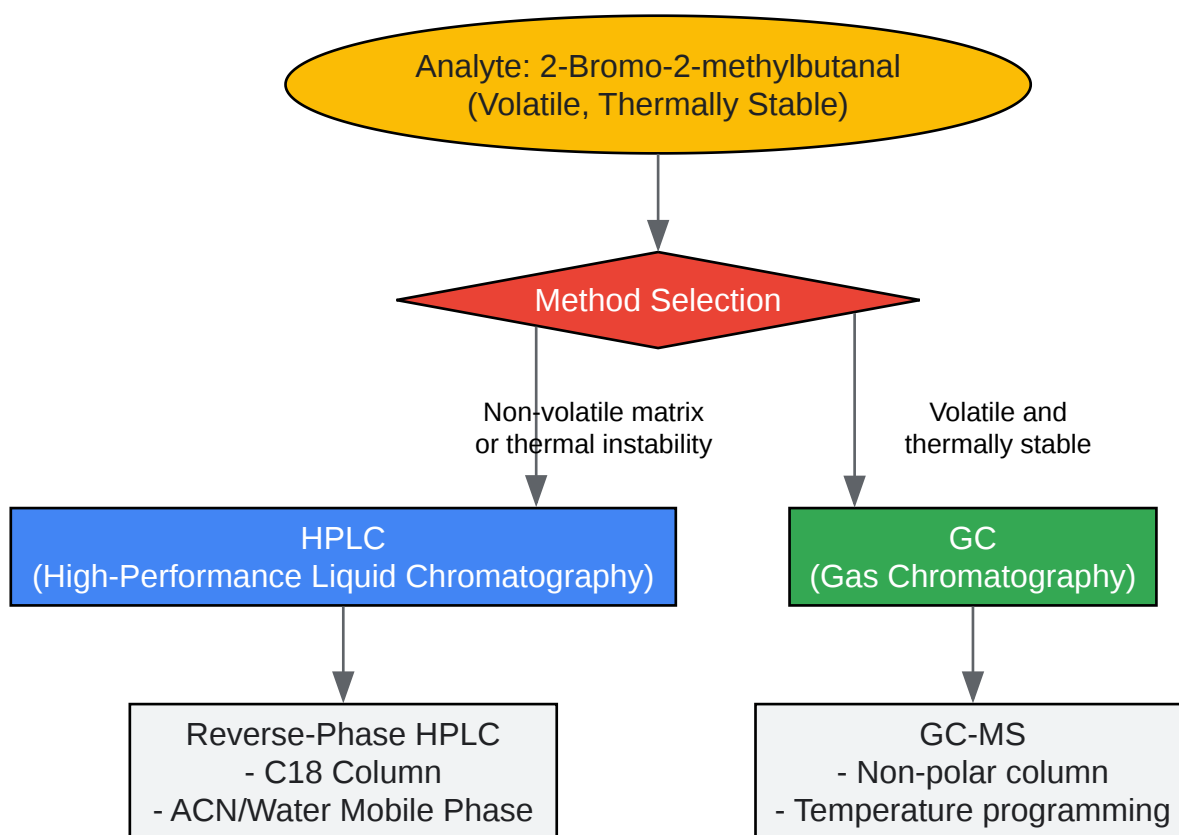 Analyte: 2-Bromo-2-methylbutanal
(Volatile, Thermally Stable)
Method Selection
Non-volatile matrix
or thermal instability
Volatile and
thermally stable
HPLC
(High-Performance Liquid Chromatography)
GC
(Gas Chromatography)
Reverse-Phase HPLC
- C18 Column
- ACN/Water Mobile Phase
GC-MS
- Non-polar column
- Temperature programming